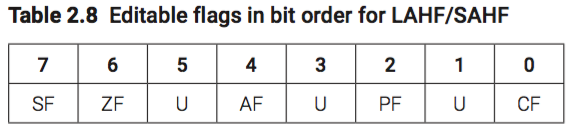 Table 2.8 Editable flags in bit order for LAHF/SAHF
7 6 5 4 3 2 1 0
SF ZF U AF U PF U CF